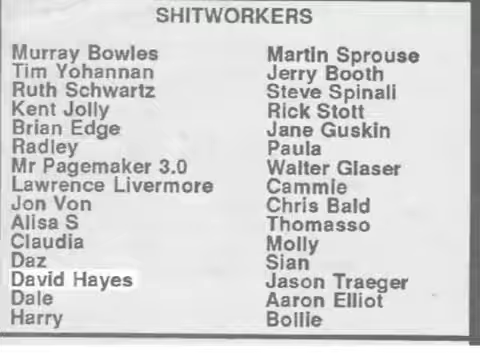 SHITWORKERS
Murray Bowles
Tim Yohannan
Ruth Schwartz
Kent Jolly
Brian Edge
Radley
Mr Pagemaker 3.0
Lawrence Livermore
Jon Von
Alisa S
Claudia
Daz
David Hayes
Dale
Harry
Martin Sprouse
Jerry Booth
Steve Spinali
Rick Stott
Jane Guskin
Paula
Walter Glaser
Cammie
Chris Bald
Thomasso
Molly
Sian
Jason Traeger
Aaron Elliot
Bollie